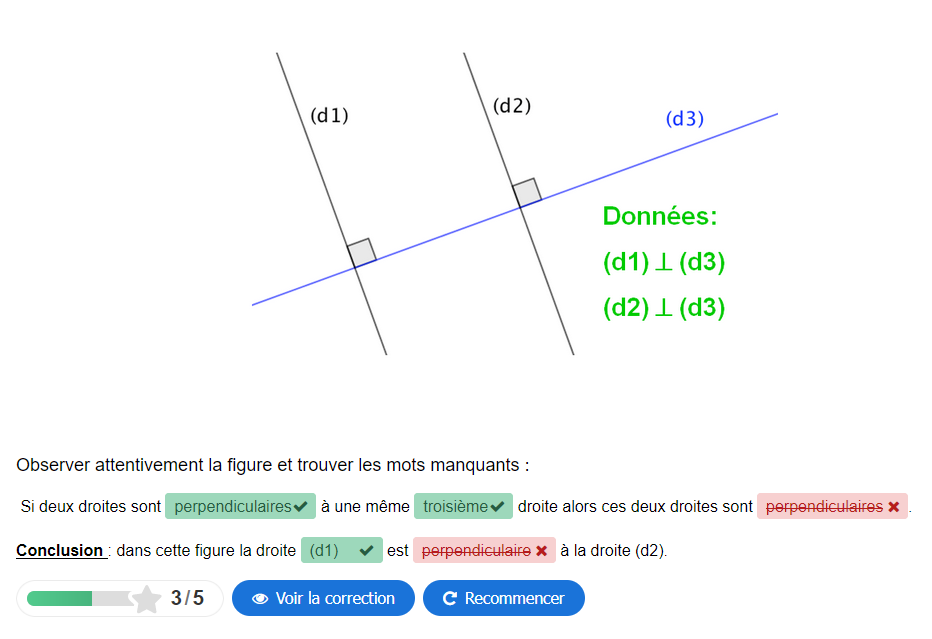 (d1)
(d2)
(d3)
Données:
(d1) ⊥ (d3)
(d2) ⊥ (d3)
Observer attentivement la figure et trouver les mots manquants :
Si deux droites sont perpendiculaires à une même troisième droite alors ces deux droites sont perpendiculaires .
Conclusion : dans cette figure la droite (d1) est perpendiculaire à la droite (d2).
3/5 Voir la correction Recommencer